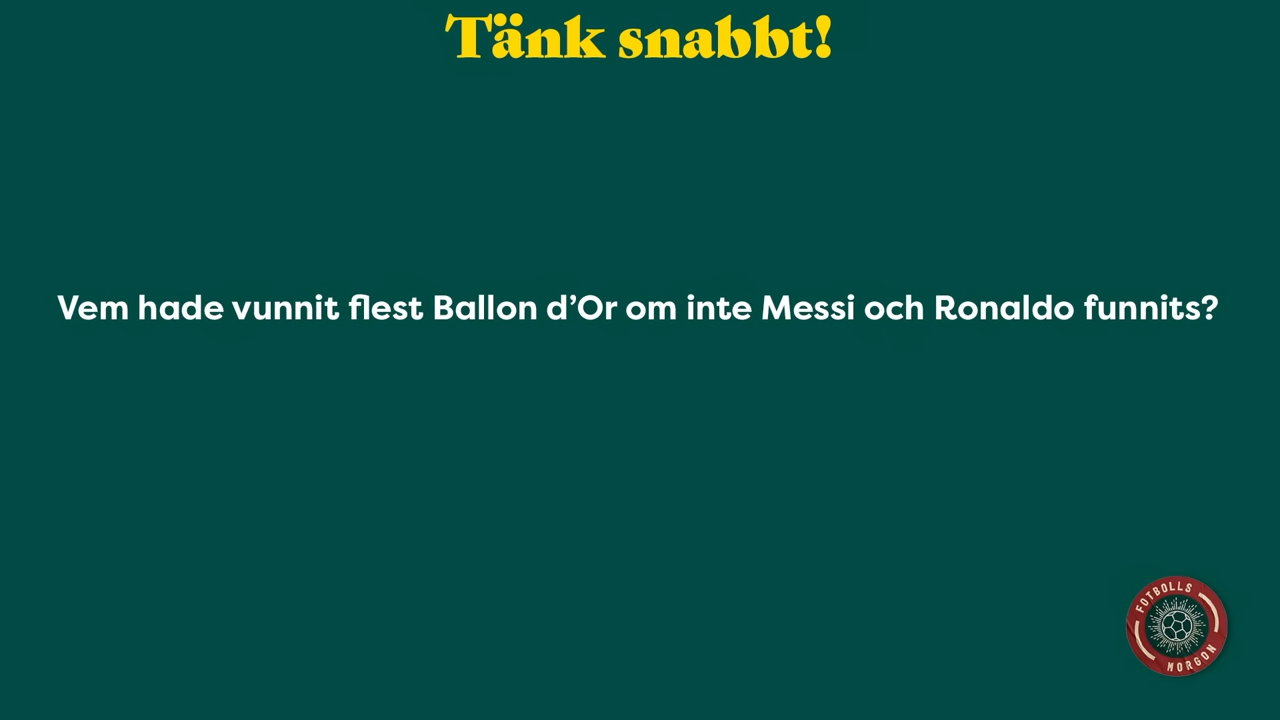 Tänk snabbt!
Vem hade vunnit flest Ballon d’Or om inte Messi och Ronaldo funnits?
FOTBOLLS
MORGON